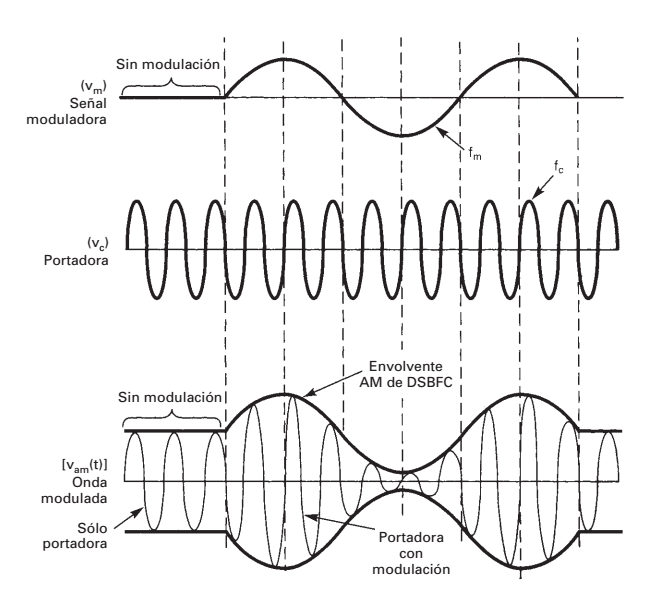 Sin modulación
(vm)
Señal
moduladora
fm
fc
(vc)
Portadora
Envolvente
AM de DSBFC
Sin modulación
[vam(t)]
Onda
modulada
Sólo
portadora
Portadora
con
modulación